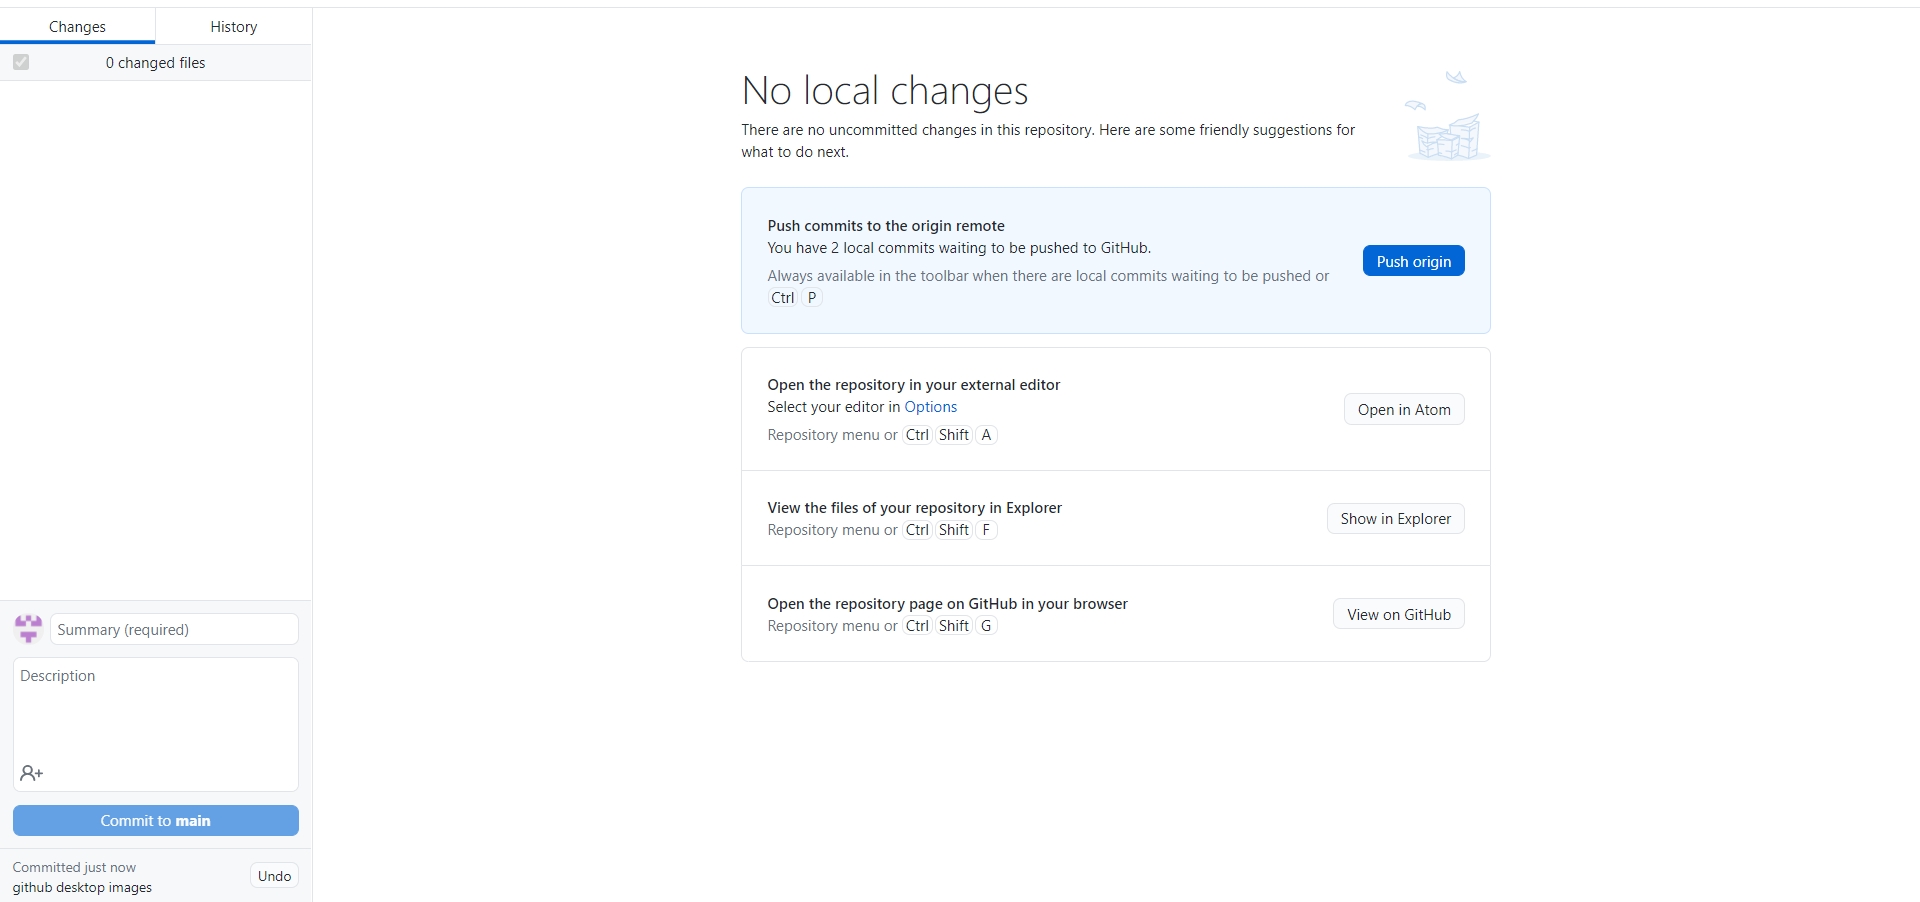 Changes
History
0 changed files
No local changes
There are no uncommitted changes in this repository. Here are some friendly suggestions for
what to do next.
Push commits to the origin remote
You have 2 local commits waiting to be pushed to GitHub.
Always available in the toolbar when there are local commits waiting to be pushed or
Ctrl P
Push origin
Open the repository in your external editor
Select your editor in Options
Repository menu or Ctrl Shift A
Open in Atom
View the files of your repository in Explorer
Repository menu or Ctrl Shift F
Show in Explorer
Open the repository page on GitHub in your browser
Repository menu or Ctrl Shift G
View on GitHub
Summary (required)
Description
Commit to main
Committed just now
github desktop images
Undo